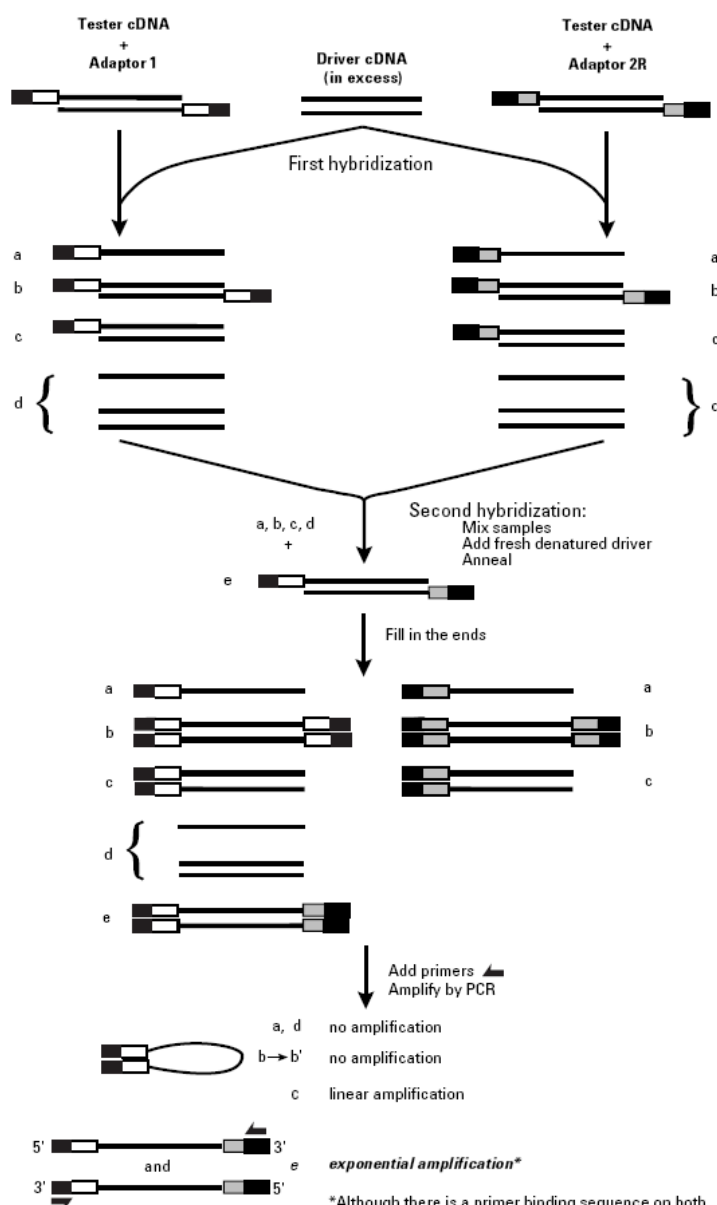 Tester cDNA
+
Adaptor 1
Driver cDNA
(in excess)
Tester cDNA
+
Adaptor 2R
First hybridization
a
b
c
d
a
b
c
a, b, c, d
+
e
Second hybridization:
Mix samples
Add fresh denatured driver
Anneal
Fill in the ends
a
b
c
d
e
a
b
c
Add primers
Amplify by PCR
a, d no amplification
b→b' no amplification
c linear amplification
5' 3'
and
3' 5'
e exponential amplification*
*Although there is a primer binding sequence on both